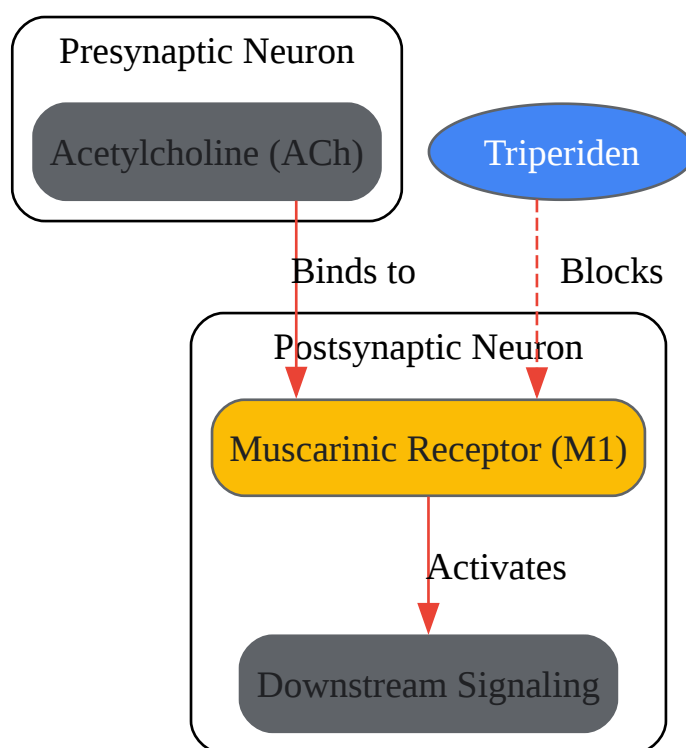 Presynaptic Neuron
Acetylcholine (ACh)
Triperiden
Binds to
Blocks
Postsynaptic Neuron
Muscarinic Receptor (M1)
Activates
Downstream Signaling